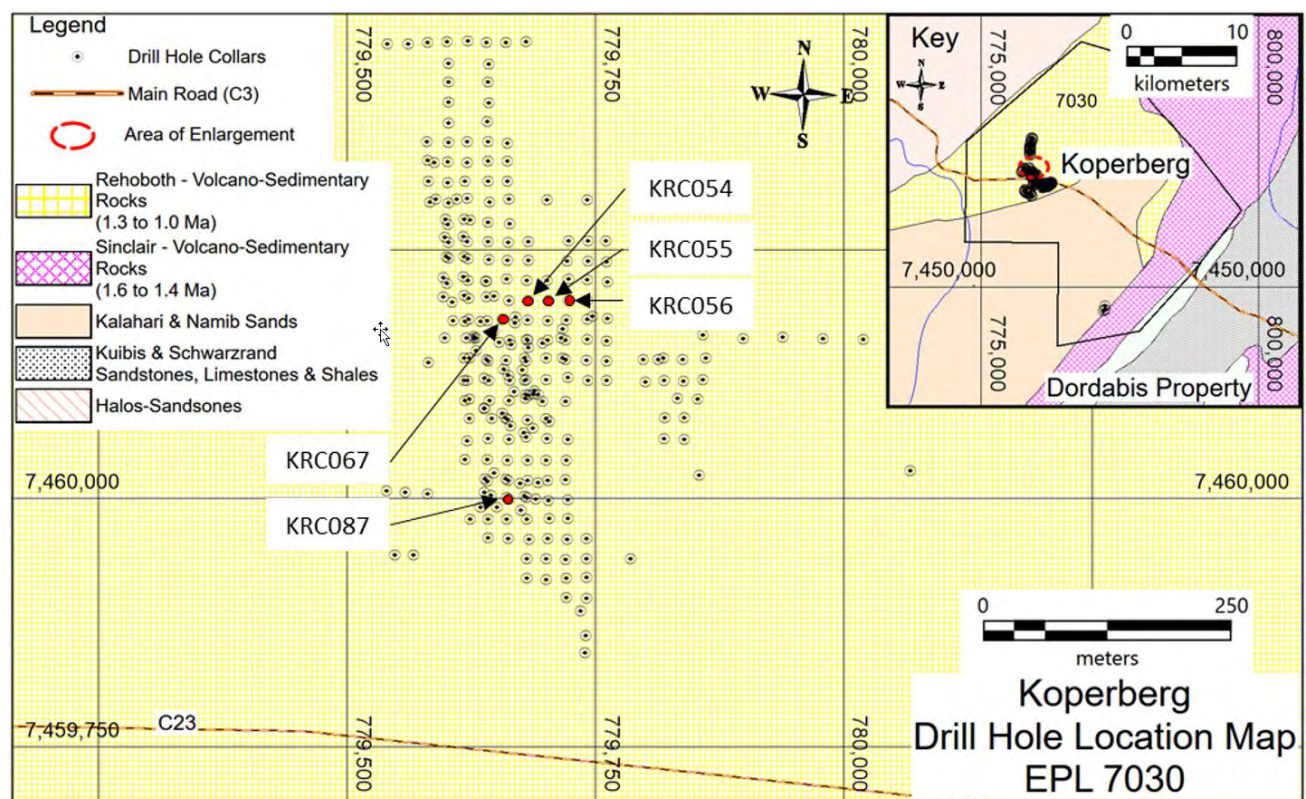 Legend
Drill Hole Collars
Main Road (C3)
Area of Enlargement
Rehoboth - Volcano-Sedimentary
Rocks
(1.3 to 1.0 Ma)
Sinclair - Volcano-Sedimentary
Rocks
(1.6 to 1.4 Ma)
Kalahari & Namib Sands
Kuibis & Schwarzrand
Sandstones, Limestones & Shales
Halos-Sandsones
779,500
779,750
780,000
N
W E
S
KRC054
KRC055
KRC056
KRC067
KRC087
7,460,000
7,460,000
7,459,750
C23
779,500
779,750
780,000
Key
N
W E
S
775,000
800,000
0 10
kilometers
7030
Koperberg
7,450,000
7,450,000
775,000
800,000
Dordabis Property
0 250
meters
Koperberg
Drill Hole Location Map
EPL 7030